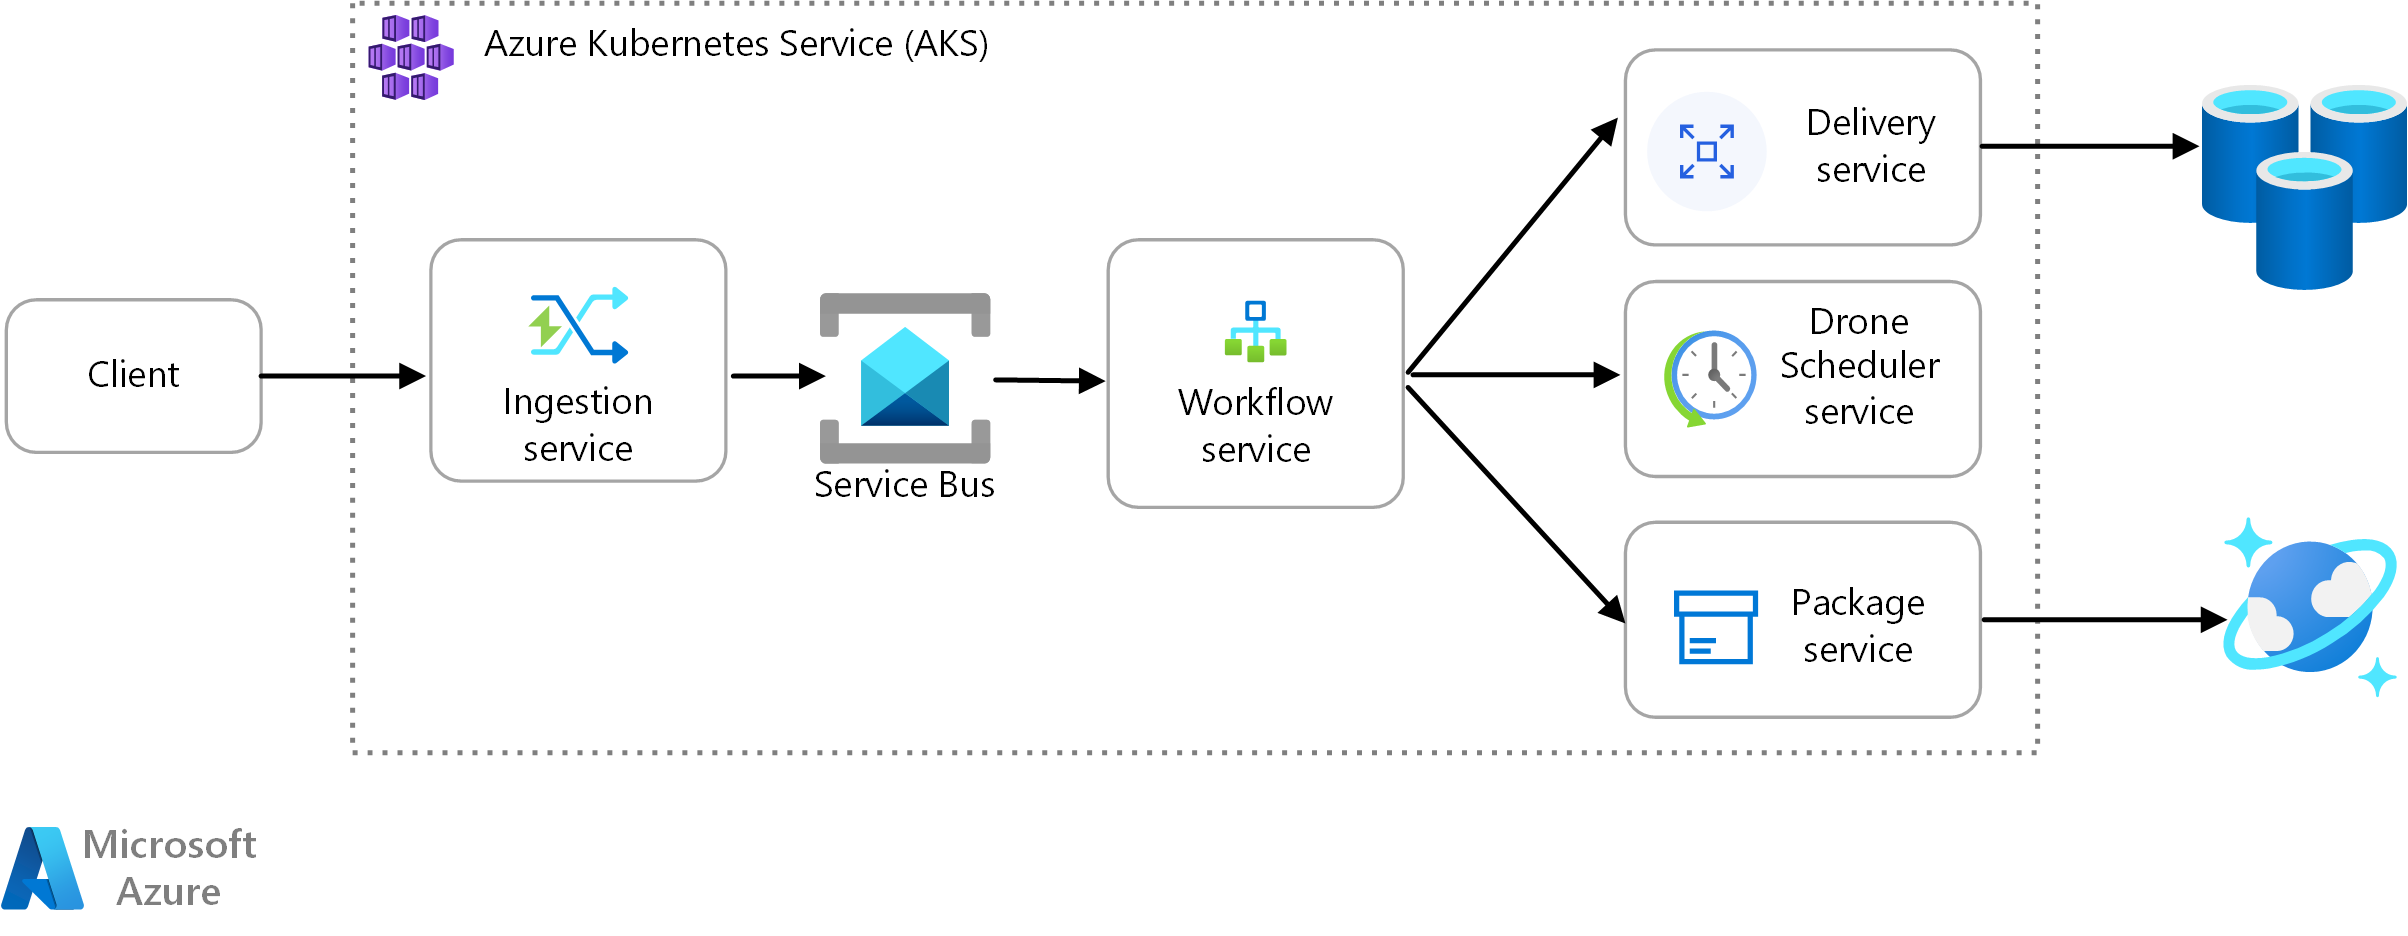 Azure Kubernetes Service (AKS)
Client
Ingestion
service
Service Bus
Workflow
service
Delivery
service
Drone
Scheduler
service
Package
service
Microsoft
Azure